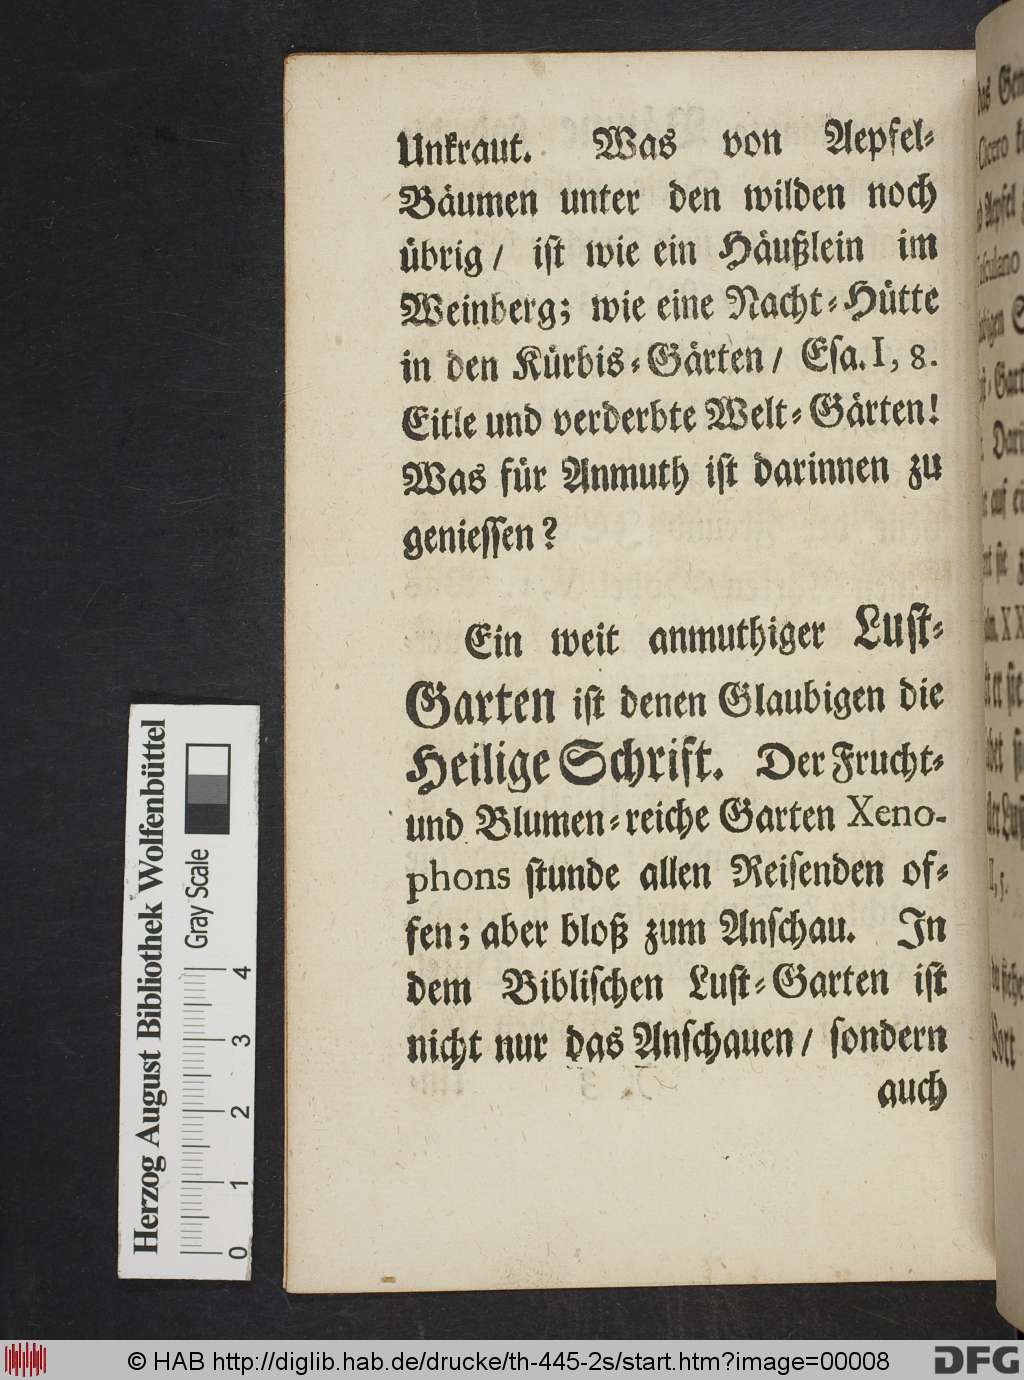 Unkraut. Was von Aepfel-
Bäumen unter den wilden noch
übrig / ist wie ein Häußlein im
Weinberg; wie eine Nacht-Hütte
in den Kürbis-Gärten / Esa. I, 8.
Eitle und verderbte Welt-Gärten!
Was für Anmuth ist darinnen zu
geniessen?
Ein weit anmuthiger Lust-
Garten ist denen Glaubigen die
Heilige Schrift. Der Frucht-
und Blumen-reiche Garten Xeno-
phons stunde allen Reisenden of-
fen; aber bloß zum Anschau. In
dem Biblischen Lust-Garten ist
nicht nur das Anschauen / sondern
auch
Herzog August Bibliothek Wolfenbüttel
Gray Scale
0 1 2 3 4
© HAB http://diglib.hab.de/drucke/th-445-2s/start.htm?image=00008
DFG